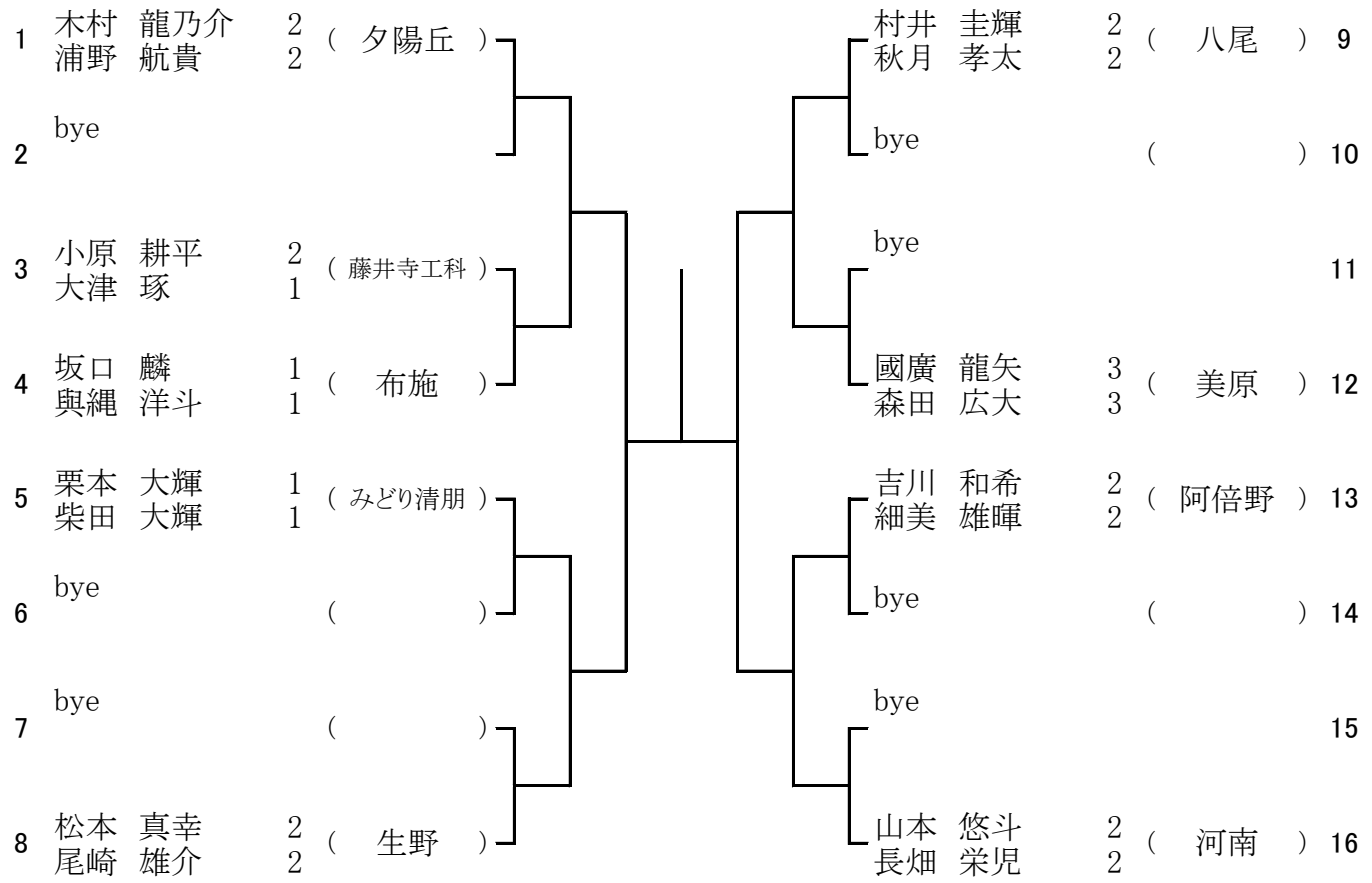 1 木村 龍乃介 2 ( 夕陽丘 )
浦野 航貴 2
2 bye
3 小原 耕平 2 ( 藤井寺工科 )
大津 琢 1
4 坂口 麟 1 ( 布施 )
與縄 洋斗 1
5 栗本 大輝 1 ( みどり清朋 )
柴田 大輝 1
6 bye ( )
7 bye ( )
8 松本 真幸 2 ( 生野 )
尾崎 雄介 2
村井 圭輝 2 ( 八尾 ) 9
秋月 孝太 2
bye ( ) 10
bye 11
國廣 龍矢 3 ( 美原 ) 12
森田 広大 3
吉川 和希 2 ( 阿倍野 ) 13
細美 雄暉 2
bye ( ) 14
bye 15
山本 悠斗 2 ( 河南 ) 16
長畑 栄児 2